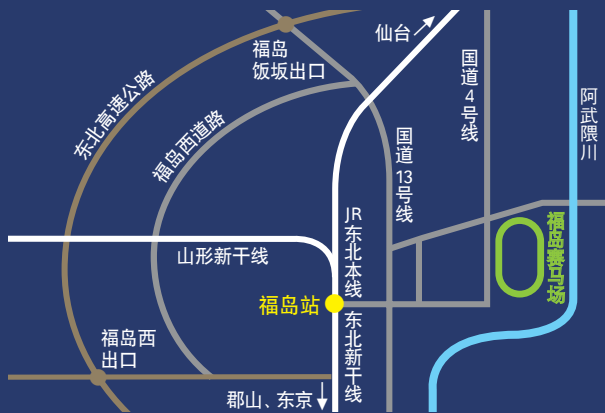 仙台
福岛
饭坂出口
国道4号线
东北高速公路
福岛西道路
阿武隈川
国道13号线
JR东北本线
福岛赛马场
山形新干线
福岛站
东北新干线
福岛西
出口
郡山、东京